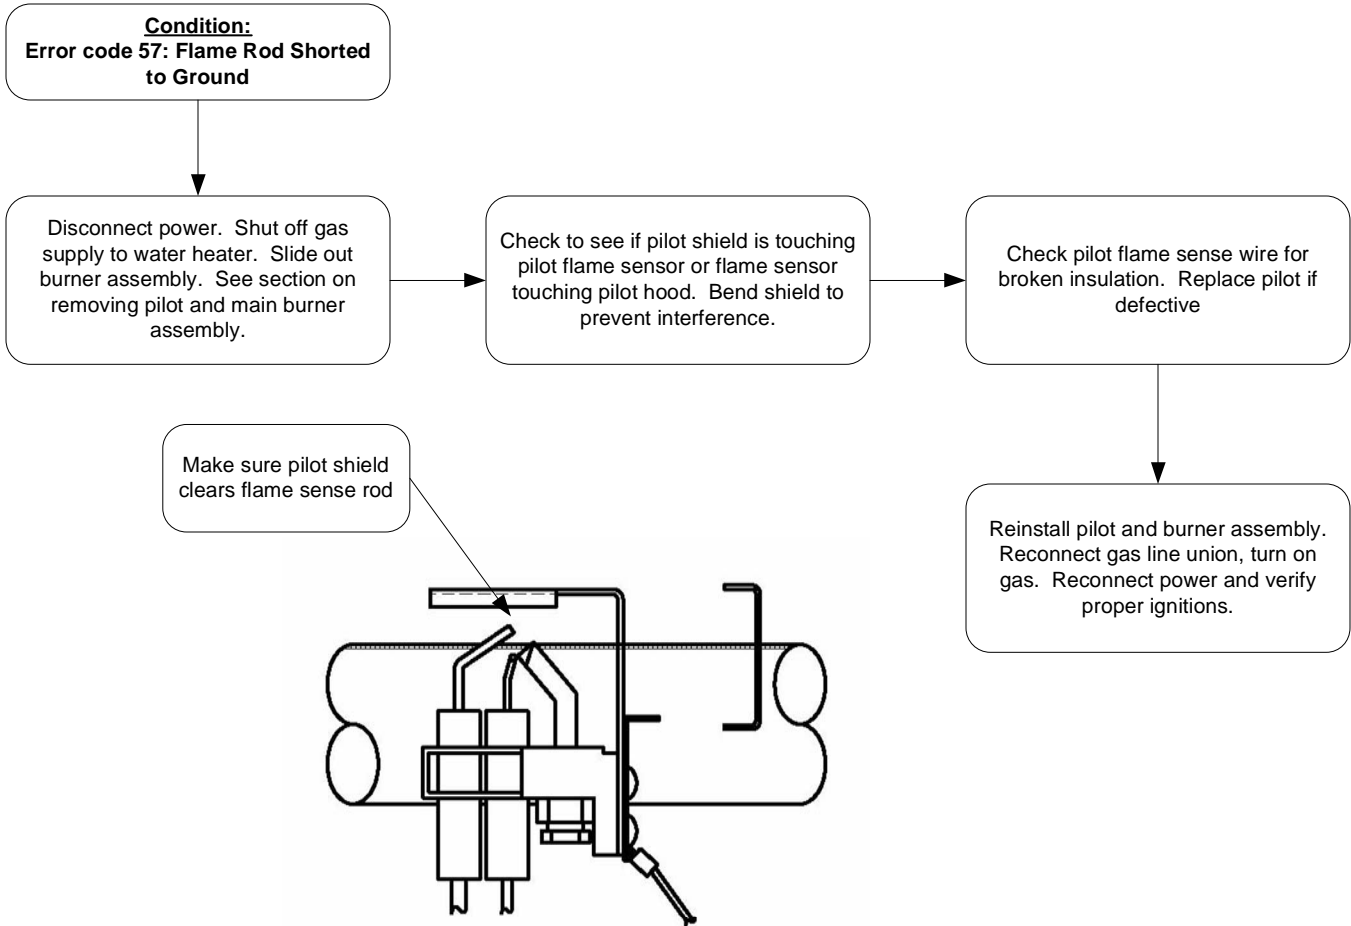 Condition:
Error code 57: Flame Rod Shorted
to Ground
Disconnect power. Shut off gas
supply to water heater. Slide out
burner assembly. See section on
removing pilot and main burner
assembly.
Check to see if pilot shield is touching
pilot flame sensor or flame sensor
touching pilot hood. Bend shield to
prevent interference.
Check pilot flame sense wire for
broken insulation. Replace pilot if
defective
Make sure pilot shield
clears flame sense rod
Reinstall pilot and burner assembly.
Reconnect gas line union, turn on
gas. Reconnect power and verify
proper ignitions.